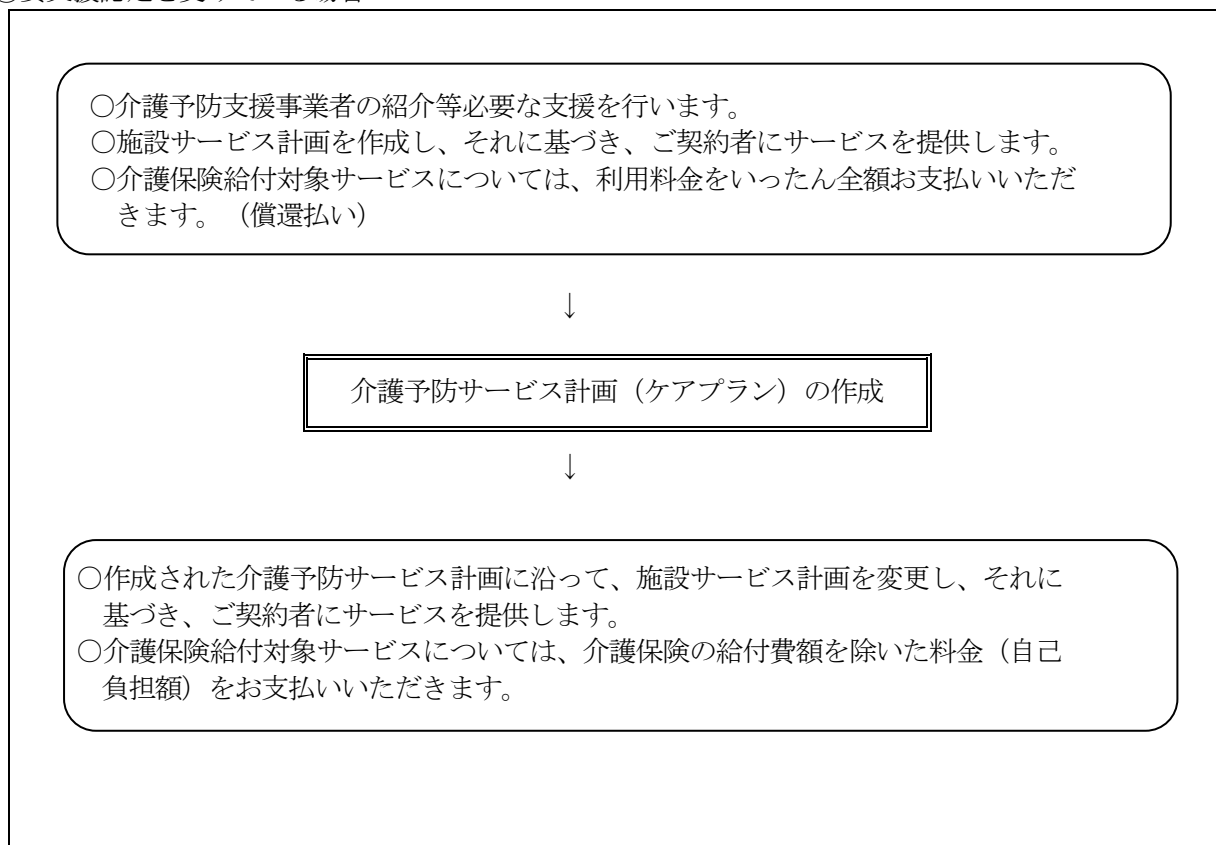 ○介護予防支援事業者の紹介等必要な支援を行います。
○施設サービス計画を作成し、それに基づき、ご契約者にサービスを提供します。
○介護保険給付対象サービスについては、利用料金をいったん全額お支払いいただ
きます。（償還払い）
↓
介護予防サービス計画（ケアプラン）の作成
↓
○作成された介護予防サービス計画に沿って、施設サービス計画を変更し、それに
基づき、ご契約者にサービスを提供します。
○介護保険給付対象サービスについては、介護保険の給付費額を除いた料金（自己
負担額）をお支払いいただきます。